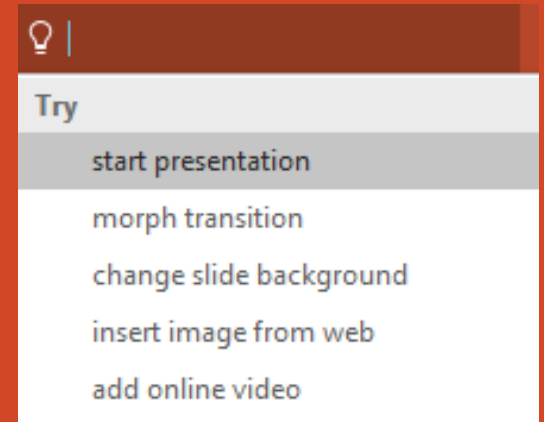 Try
start presentation
morph transition
change slide background
insert image from web
add online video